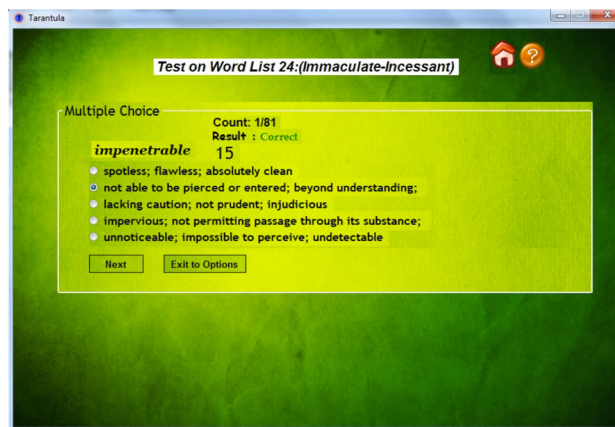 Tarantula
Test on Word List 24:(Immaculate-Incessant)
?
Multiple Choice
Count: 1/81
Result : Correct
impenetrable 15
spotless; flawless; absolutely clean
not able to be pierced or entered; beyond understanding;
lacking caution; not prudent; injudicious
impervious; not permitting passage through its substance;
unnoticeable; impossible to perceive; undetectable
Next Exit to Options